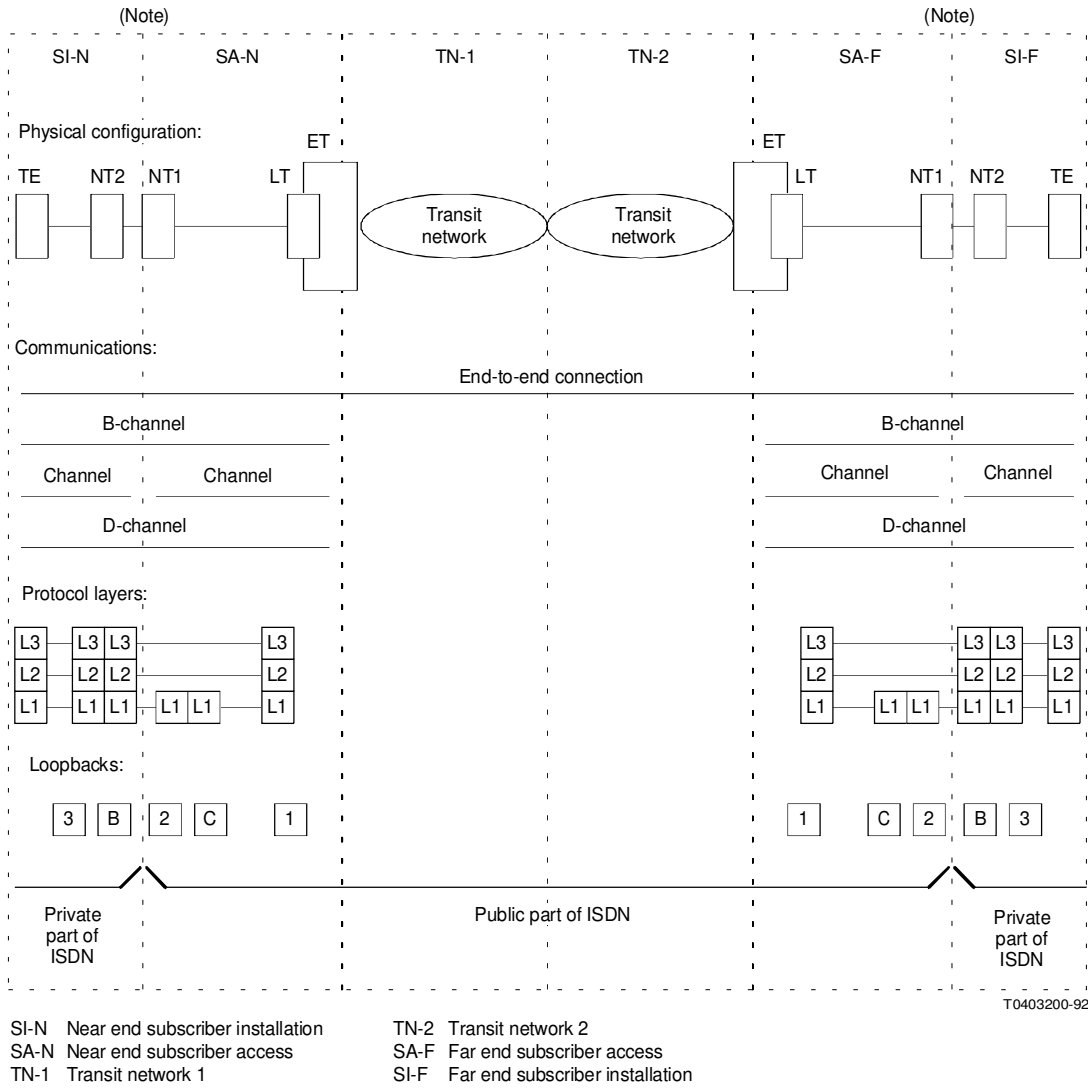 (Note) (Note)
SI-N SA-N TN-1 TN-2 SA-F SI-F
Physical configuration:
ET ET
TE NT2 NT1 LT LT NT1 NT2 TE
Transit Transit
network network
Communications:
End-to-end connection
B-channel B-channel
Channel Channel Channel Channel
D-channel D-channel
Protocol layers:
L3 L3 L3 L3 L3 L3 L3 L3
L2 L2 L2 L2 L2 L2 L2 L2
L1 L1 L1 L1 L1 L1 L1 L1 L1 L1 L1 L1
Loopbacks:
3 B 2 C 1 1 C 2 B 3
Private
part of
ISDN
Public part of ISDN
Private
part of
ISDN
T0403200-92
SI-N Near end subscriber installation TN-2 Transit network 2
SA-N Near end subscriber access SA-F Far end subscriber access
TN-1 Transit network 1 SI-F Far end subscriber installation